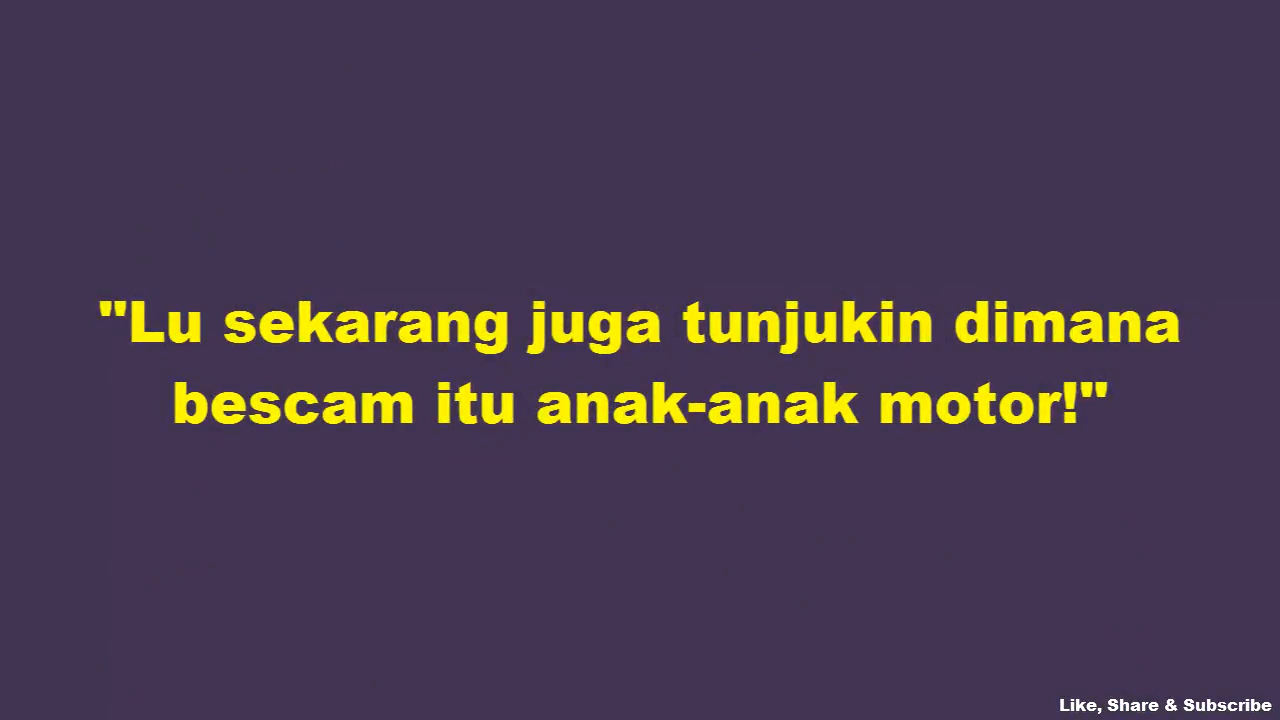 "Lu sekarang juga tunjukin dimana
bescam itu anak-anak motor!"
Like, Share & Subscribe